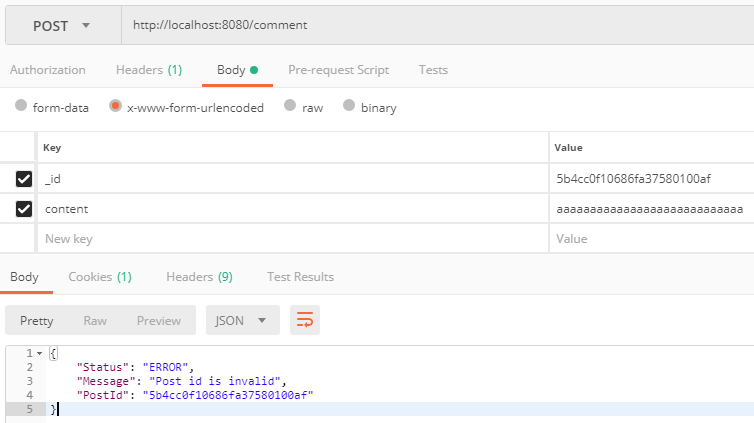 POST http://localhost:8080/comment
Authorization Headers (1) Body Pre-request Script Tests
form-data x-www-form-urlencoded raw binary
Key Value
_id 5b4cc0f10686fa37580100af
content aaaaaaaaaaaaaaaaaaaaaaaaaaaa
New key Value
Body Cookies (1) Headers (9) Test Results
Pretty Raw Preview JSON
1 {
2 "Status": "ERROR",
3 "Message": "Post id is invalid",
4 "PostId": "5b4cc0f10686fa37580100af"
5 }